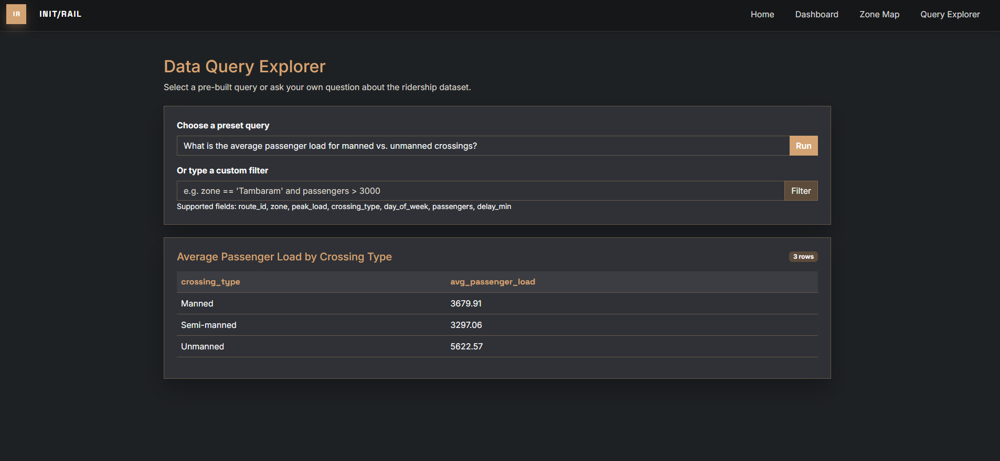 IR
INIT/RAIL
Home
Dashboard
Zone Map
Query Explorer
Data Query Explorer
Select a pre-built query or ask your own question about the ridership dataset.
Choose a preset query
What is the average passenger load for manned vs. unmanned crossings?
Run
Or type a custom filter
e.g. zone == 'Tambaram' and passengers > 3000
Filter
Supported fields: route_id, zone, peak_load, crossing_type, day_of_week, passengers, delay_min
Average Passenger Load by Crossing Type
3 rows
crossing_type avg_passenger_load
Manned 3679.91
Semi-manned 3297.06
Unmanned 5622.57